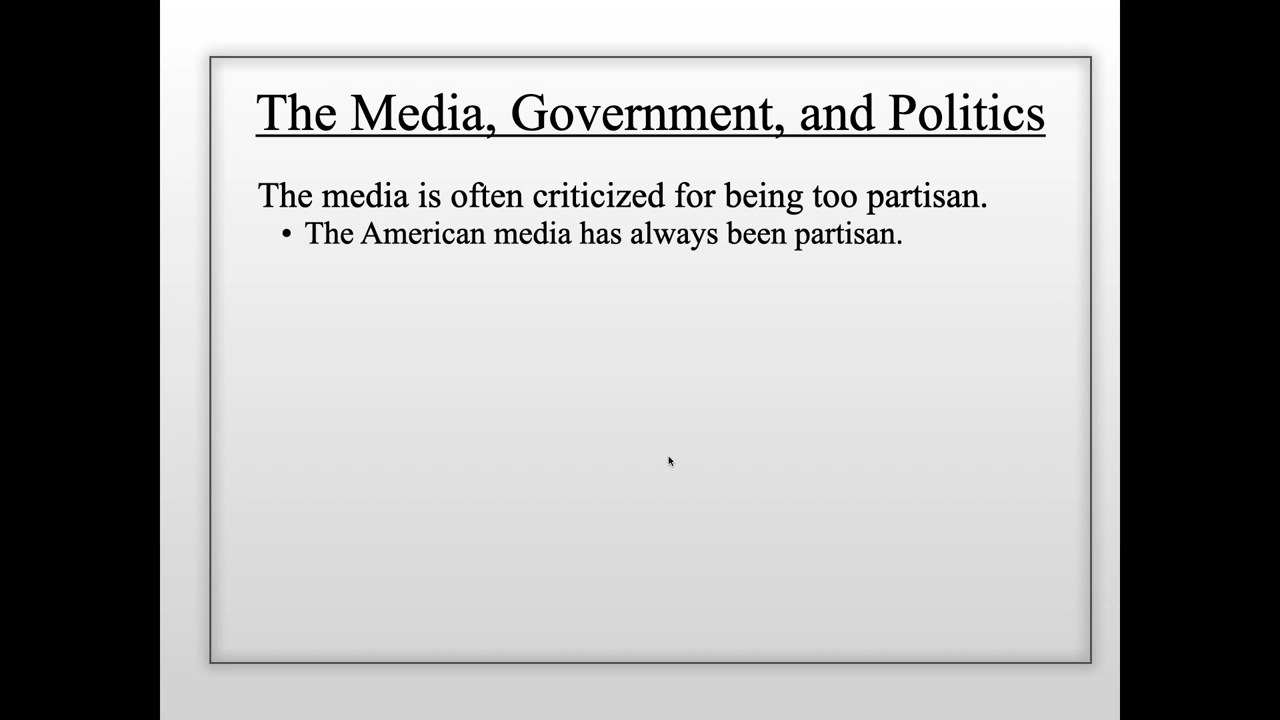 The Media, Government, and Politics
The media is often criticized for being too partisan.
• The American media has always been partisan.